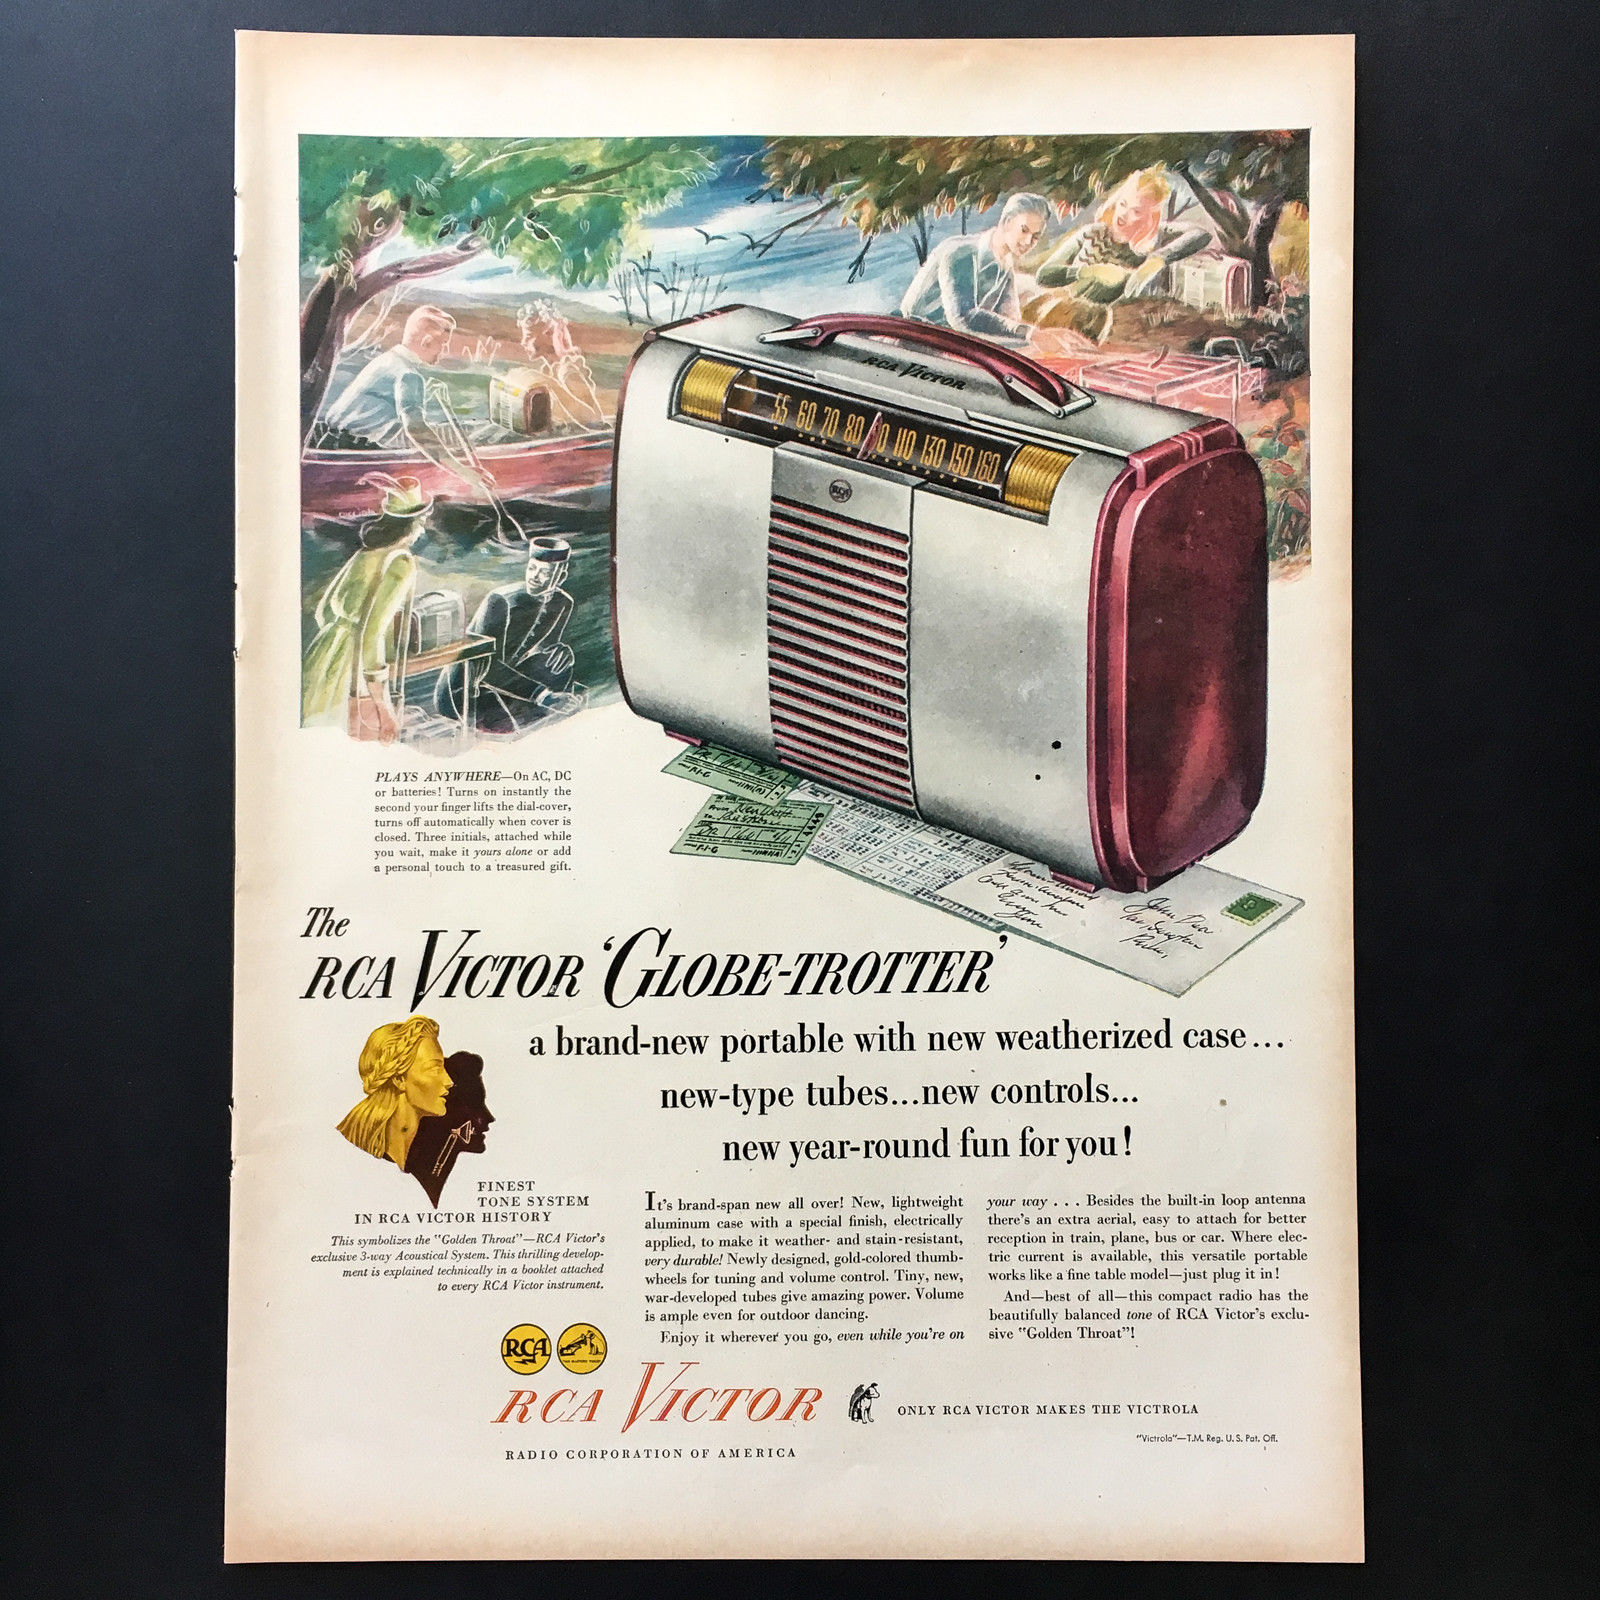 RCA VICTOR
55 60 70 80 90 110 130 150 160
RCA
PLAYS ANYWHERE—On AC, DC
or batteries! Turns on instantly the
second your finger lifts the dial-cover,
turns off automatically when cover is
closed. Three initials, attached while
you wait, make it yours alone or add
a personal touch to a treasured gift.
The
RCA VICTOR 'GLOBE-TROTTER'
a brand-new portable with new weatherized case...
new-type tubes...new controls...
new year-round fun for you!
FINEST
TONE SYSTEM
IN RCA VICTOR HISTORY
This symbolizes the "Golden Throat"—RCA Victor's
exclusive 3-way Acoustical System. This thrilling develop-
ment is explained technically in a booklet attached
to every RCA Victor instrument.
It's brand-span new all over! New, lightweight
aluminum case with a special finish, electrically
applied, to make it weather- and stain-resistant,
very durable! Newly designed, gold-colored thumb-
wheels for tuning and volume control. Tiny, new,
war-developed tubes give amazing power. Volume
is ample even for outdoor dancing.
Enjoy it wherever you go, even while you're on
your way . . . Besides the built-in loop antenna
there's an extra aerial, easy to attach for better
reception in train, plane, bus or car. Where elec-
tric current is available, this versatile portable
works like a fine table model—just plug it in!
And—best of all—this compact radio has the
beautifully balanced tone of RCA Victor's exclu-
sive "Golden Throat"!
RCA
RCA VICTOR
ONLY RCA VICTOR MAKES THE VICTROLA
"Victrola"—T.M. Reg. U. S. Pat. Off.
RADIO CORPORATION OF AMERICA